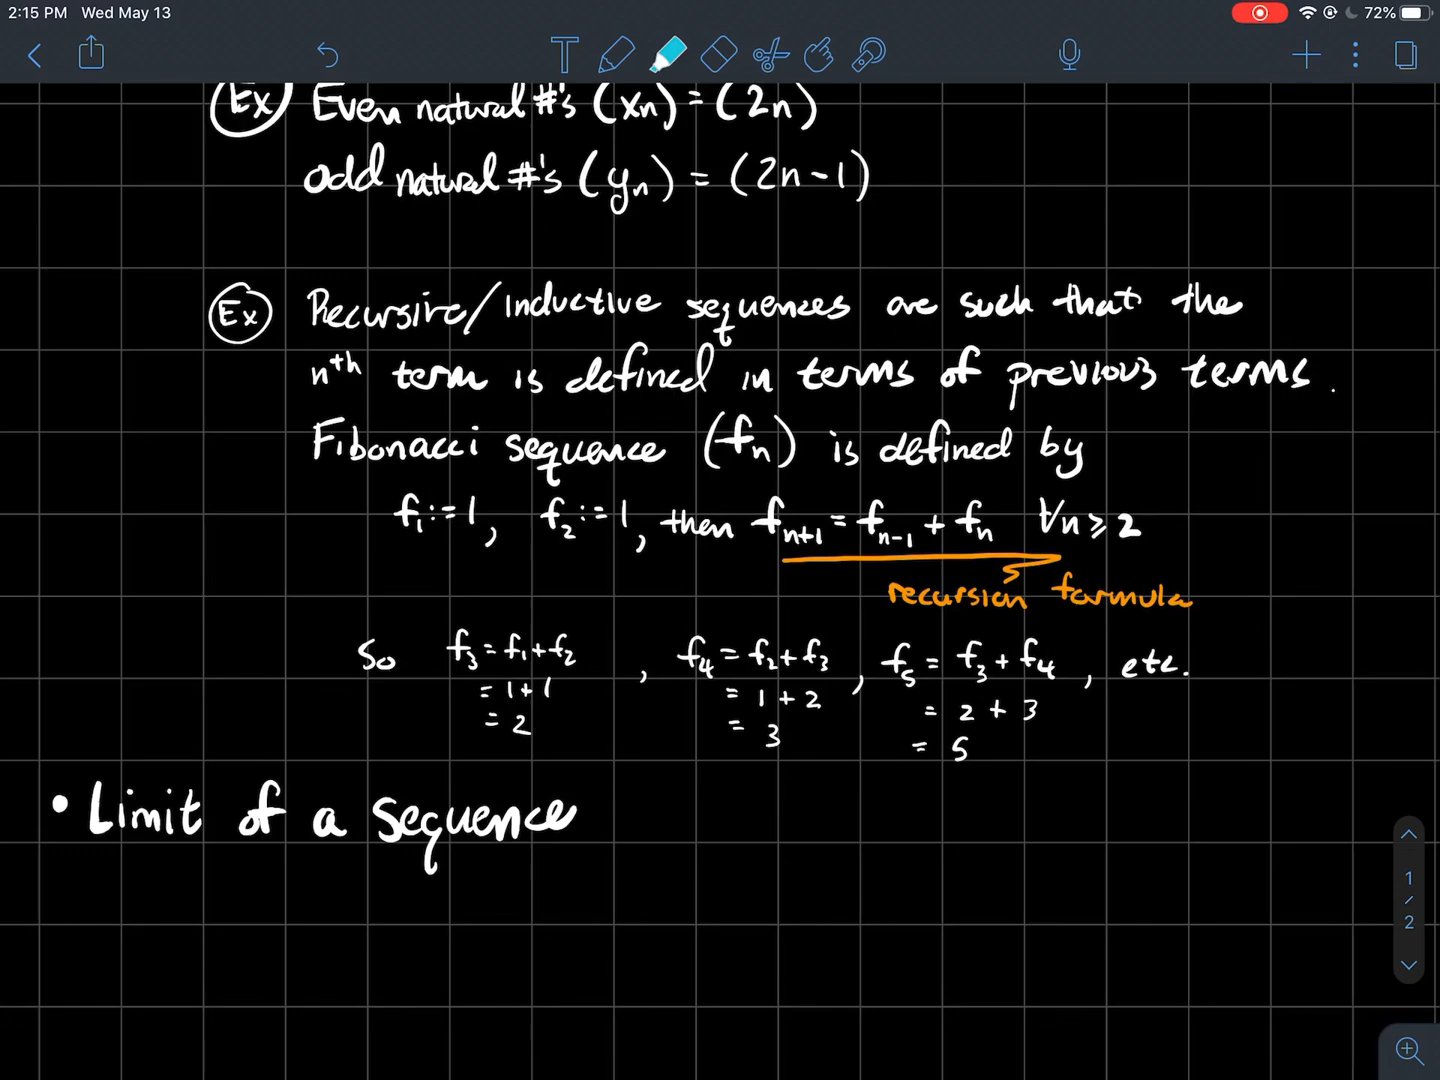 2:15 PM Wed May 13
72%
T
Ex Even natural #'s (xn) = (2n)
odd natural #'s (yn) = (2n-1)
Ex Recursive/inductive sequences are such that the
nth term is defined in terms of previous terms.
Fibonacci sequence (fn) is defined by
f₁:=1, f₂:=1, then fₙ₊₁ = fₙ₋₁ + fₙ ∀n ≥ 2
recursion formula
So f₃ = f₁+f₂ , f₄ = f₂+f₃ , f₅ = f₃ + f₄ , etc.
= 1+1 = 1 + 2 = 2 + 3
= 2 = 3 = 5
• Limit of a sequence
1
/
2